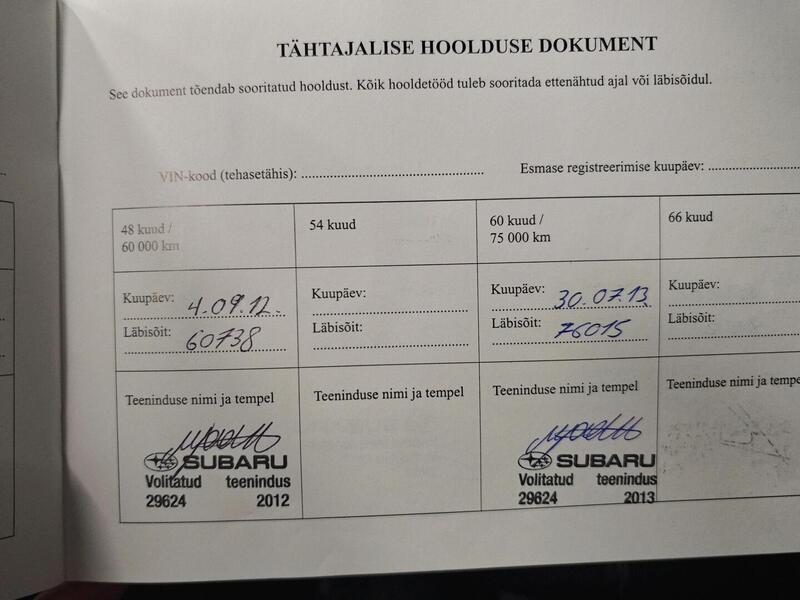 TÄHTAJALISE HOOLDUSE DOKUMENT
See dokument tõendab sooritatud hooldust. Kõik hooldetööd tuleb sooritada ettenähtud ajal või läbisõidul.
VIN-kood (tehasetähis): ..........
Esmase registreerimise kuupäev: ..........
48 kuud /
60 000 km
54 kuud
60 kuud /
75 000 km
66 kuud
Kuupäev: 4.09.12.
Läbisõit: 60738
Kuupäev:
Läbisõit:
Kuupäev: 30.07.13
Läbisõit: 76015
Kuupäev:
Läbisõit:
Teeninduse nimi ja tempel
SUBARU
Volitatud teenindus
29624 2012
Teeninduse nimi ja tempel
Teeninduse nimi ja tempel
SUBARU
Volitatud teenindus
29624 2013
Teeninduse nimi ja tempe